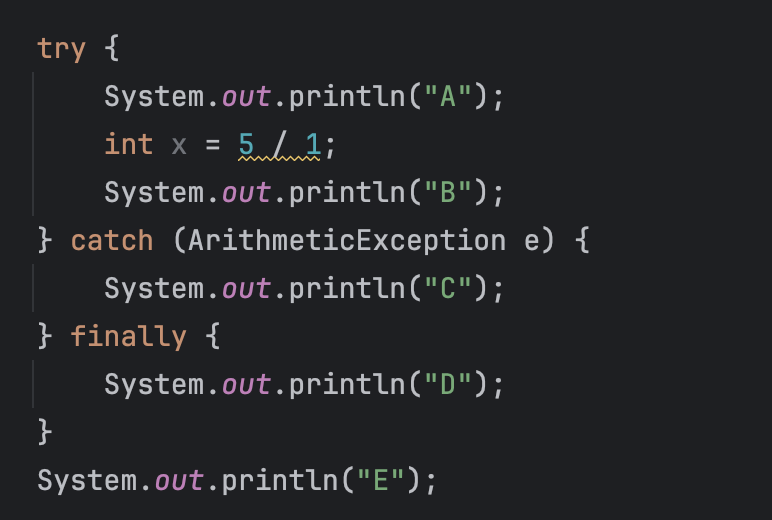 try {
    System.out.println("A");
    int x = 5 / 1;
    System.out.println("B");
} catch (ArithmeticException e) {
    System.out.println("C");
} finally {
    System.out.println("D");
}
System.out.println("E");